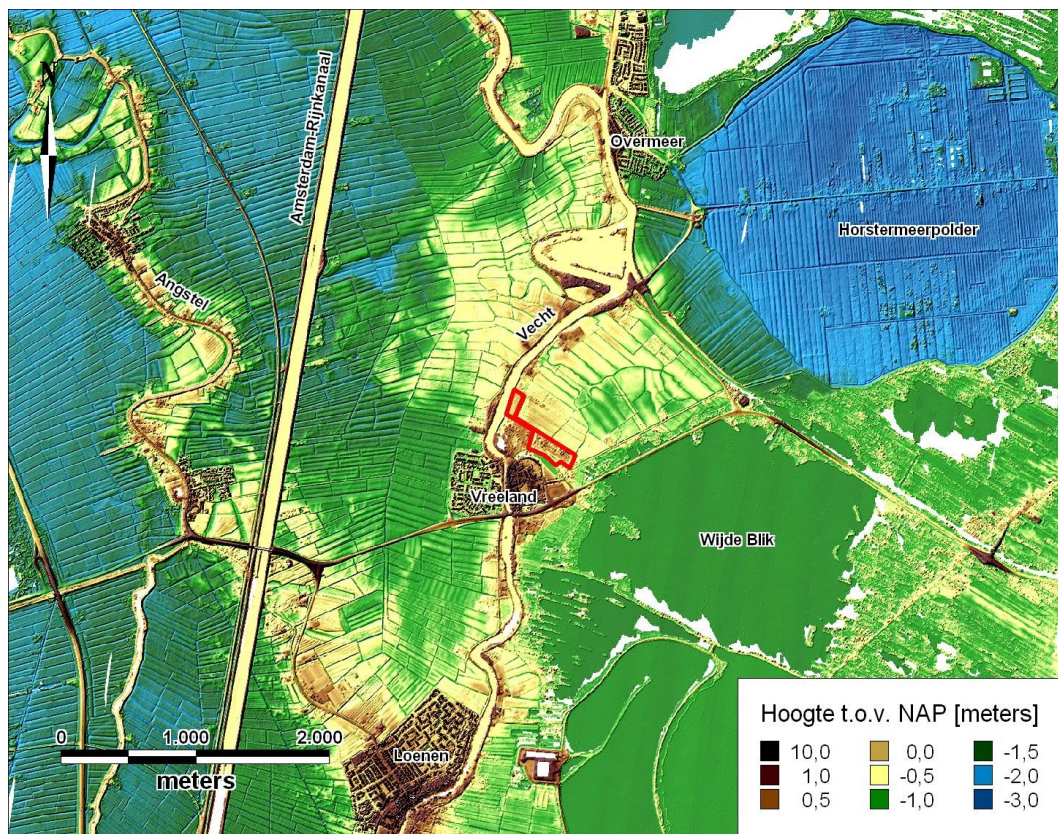 N
Amsterdam-Rijnkanaal
Overmeer
Horstermeerpolder
Angstel
Vecht
Vreeland
Wijde Blik
Loenen
0 1.000 2.000
meters
Hoogte t.o.v. NAP [meters]
10,0 0,0 -1,5
1,0 -0,5 -2,0
0,5 -1,0 -3,0